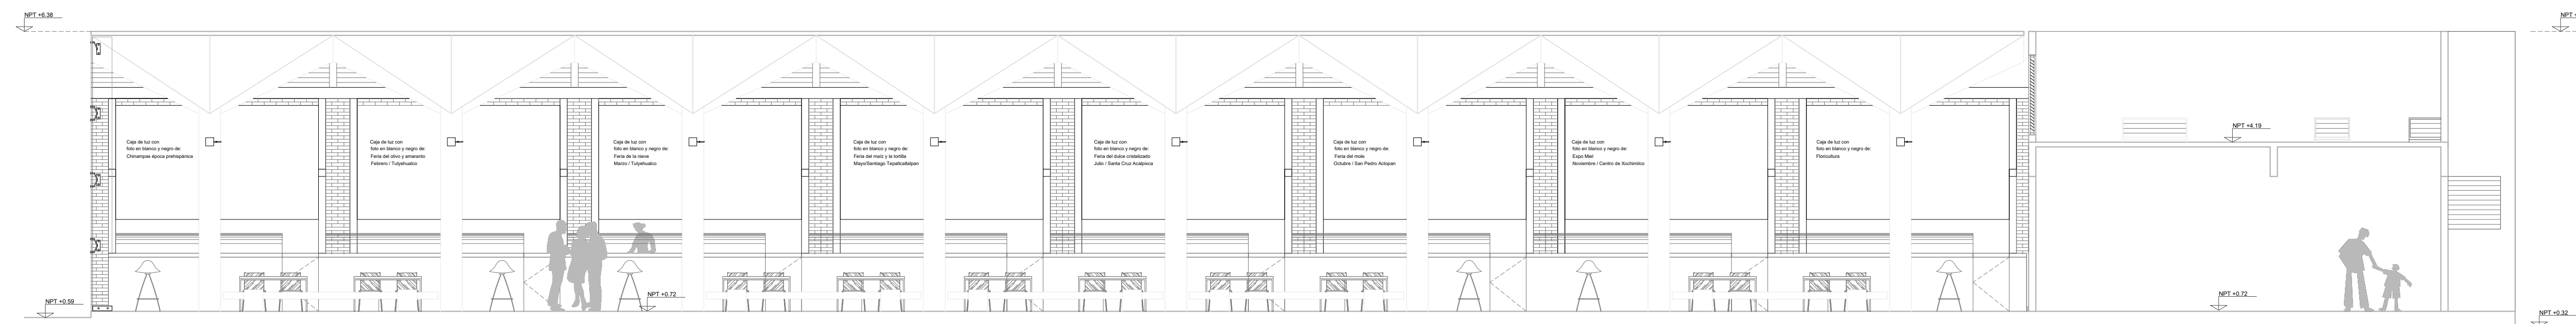 NPT +6.38
NPT +
Caja de luz con
foto en blanco y negro de:
Chinampas época prehispánica
Caja de luz con
foto en blanco y negro de:
Feria del olivo y amaranto
Febrero / Tulyehualco
Caja de luz con
foto en blanco y negro de:
Feria de la nieve
Marzo / Tulyehualco
Caja de luz con
foto en blanco y negro de:
Feria del maíz y la tortilla
Mayo/Santiago Tepatlcatlalpan
Caja de luz con
foto en blanco y negro de:
Feria del dulce cristalizado
Julio / Santa Cruz Acalpixca
Caja de luz con
foto en blanco y negro de:
Feria del mole
Octubre / San Pedro Actopan
Caja de luz con
foto en blanco y negro de:
Expo Miel
Noviembre / Centro de Xochimilco
Caja de luz con
foto en blanco y negro de:
Floricultura
NPT +4.19
NPT +0.59
NPT +0.72
NPT +0.72
NPT +0.32